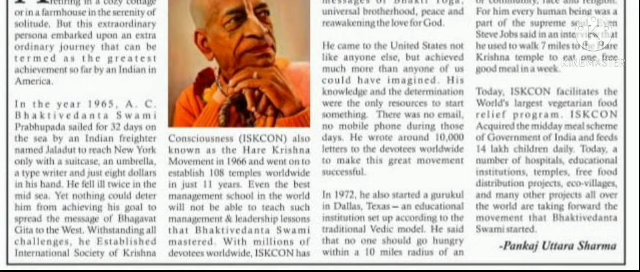 retiring in a cozy cottage
or in a farmhouse in the serenity of
solitude. But this extraordinary
persona embarked upon an extra
ordinary journey that can be
termed as the greatest
achievement so far by an Indian in
America.
In the year 1965, A. C.
Bhaktivedanta Swami
Prabhupada sailed for 32 days on
the sea by an Indian freighter
named Jaladut to reach New York
only with a suitcase, an umbrella,
a type writer and just eight dollars
in his hand. He fell ill twice in the
mid sea. Yet nothing could deter
him from achieving his goal to
spread the message of Bhagavat
Gita to the West. Withstanding all
challenges, he Established
International Society of Krishna
Consciousness (ISKCON) also
known as the Hare Krishna
Movement in 1966 and went on to
establish 108 temples worldwide
in just 11 years. Even the best
management school in the world
will not be able to teach such
management & leadership lessons
that Bhaktivedanta Swami
mastered. With millions of
devotees worldwide, ISKCON has
messages of Bhakti Yoga,
universal brotherhood, peace and
reawakening the love for God.
He came to the United States not
like anyone else, but achieved
much more than anyone of us
could have imagined. His
knowledge and the determination
were the only resources to start
something. There was no email,
no mobile phone during those
days. He wrote around 10,000
letters to the devotees worldwide
to make this great movement
successful.
In 1972, he also started a gurukul
in Dallas, Texas – an educational
institution set up according to the
traditional Vedic model. He said
that no one should go hungry
within a 10 miles radius of an
of community, race and religion.
For him every human being was a
part of the supreme
Steve Jobs said in an
he used to walk 7 miles to
Krishna temple to eat one free
good meal in a week.
Today, ISKCON facilitates the
World's largest vegetarian food
relief program. ISKCON
Acquired the midday meal scheme
of Government of India and feeds
14 lakh children daily. Today, a
number of hospitals, educational
institutions, temples, free food
distribution projects, eco-villages,
and many other projects all over
the world are taking forward the
movement that Bhaktivedanta
Swami started.
-Pankaj Uttara Sharma
KINEMASTER